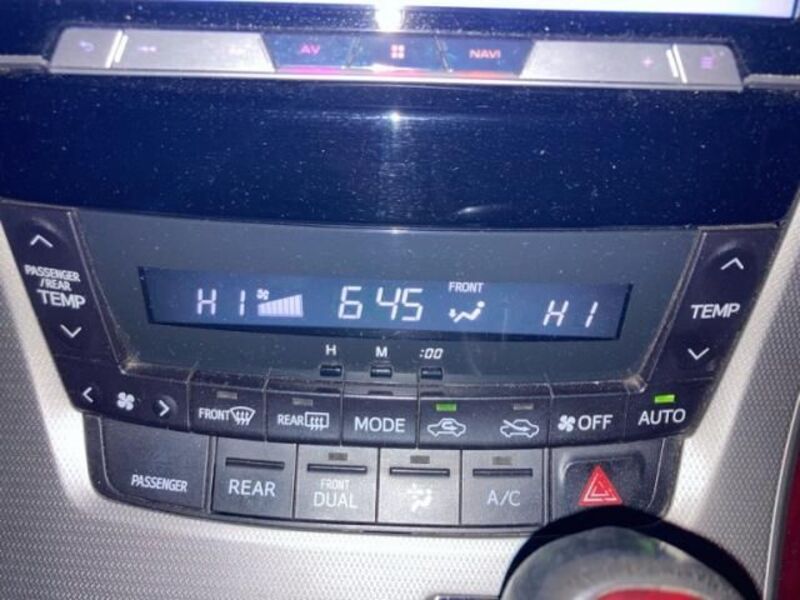 AV NAVI
PASSENGER
/REAR
TEMP
HI 645 FRONT HI
TEMP
H M :00
FRONT REAR MODE OFF AUTO
PASSENGER REAR FRONT
DUAL A/C